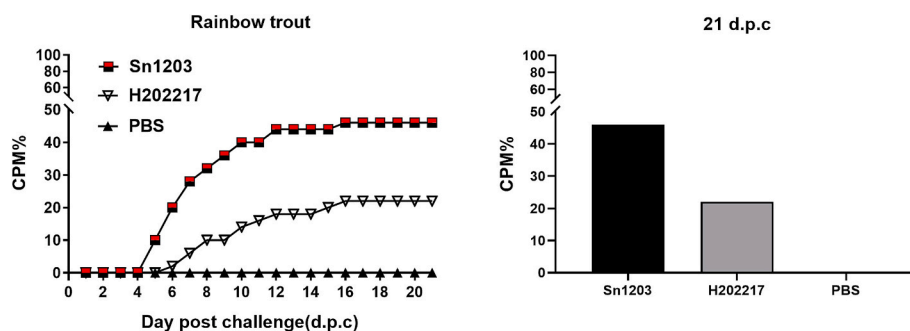 Rainbow trout
CPM%
100
80
60
50
40
30
20
10
0
Sn1203
H202217
PBS
0 2 4 6 8 10 12 14 16 18 20
Day post challenge(d.p.c)
21 d.p.c
CPM%
100
80
60
50
40
30
20
10
0
Sn1203 H202217 PBS